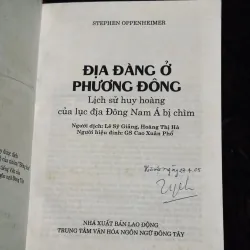 STEPHEN OPPENHEIMER
ĐỊA ĐÀNG Ở
PHƯƠNG ĐÔNG
Lịch sử huy hoàng
của lục địa Đông Nam Á bị chìm
Người dịch: Lê Sỹ Giảng, Hoàng Thị Hà
Người hiệu đính: GS Cao Xuân Phổ
NHÀ XUẤT BẢN LAO ĐỘNG
TRUNG TÂM VĂN HÓA NGÔN NGỮ ĐÔNG TÂY